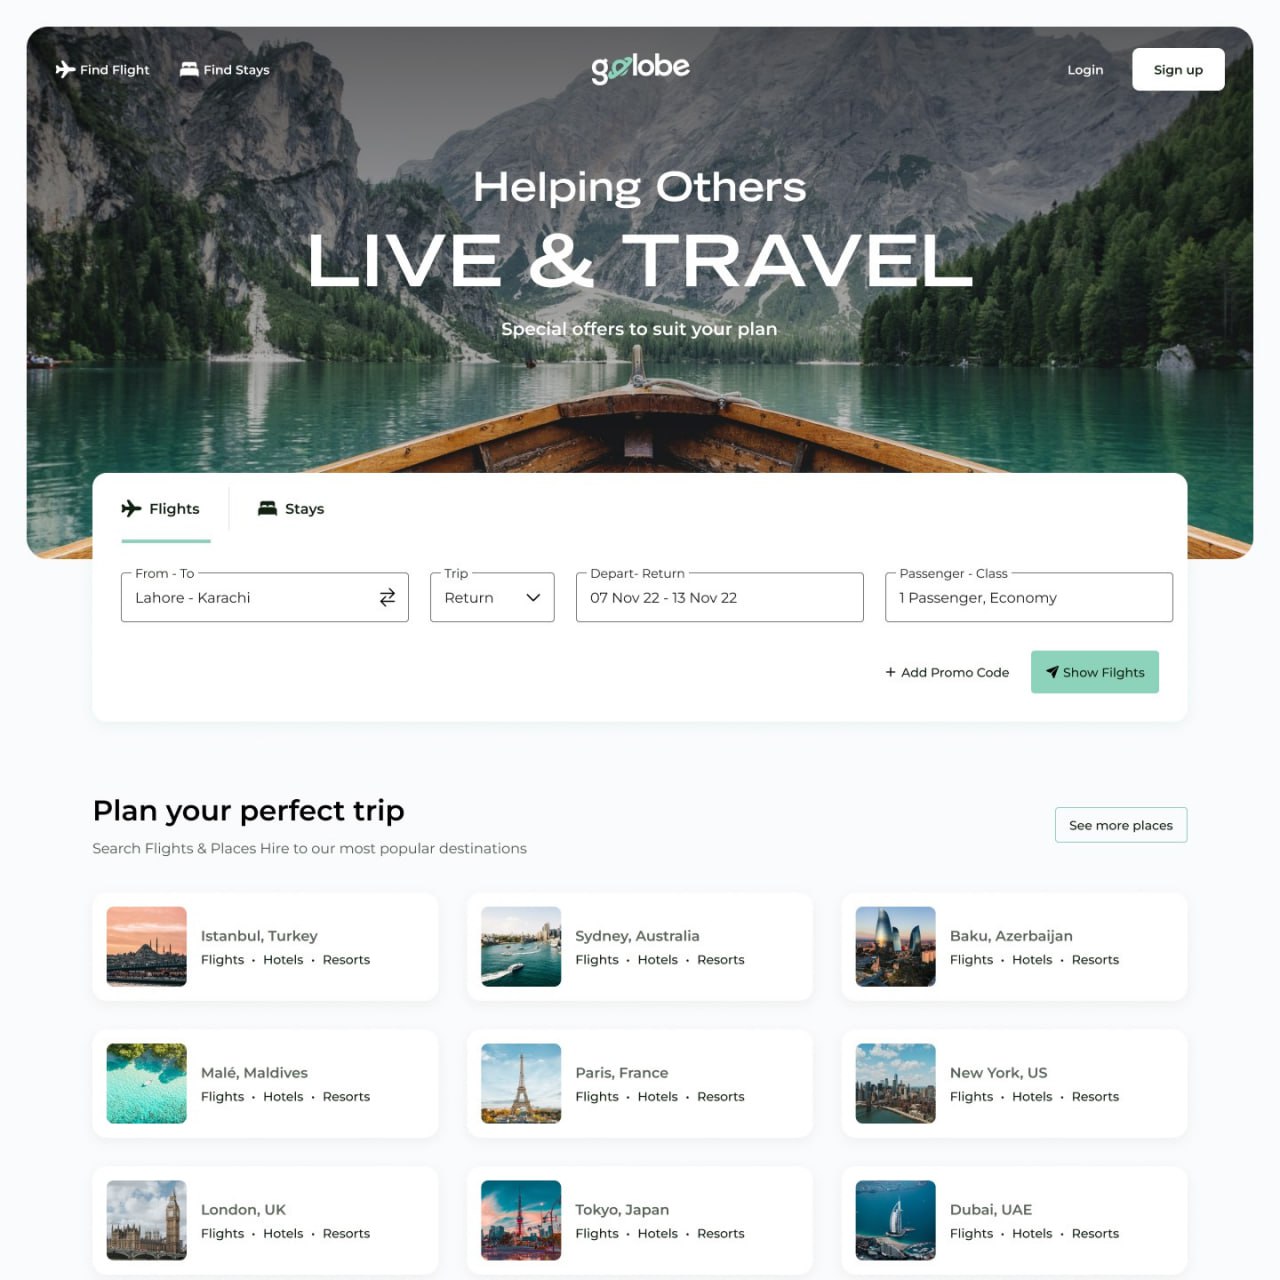 Find Flight
Find Stays
golobe
Login
Sign up
Helping Others
LIVE & TRAVEL
Special offers to suit your plan
Flights
Stays
From - To
Lahore - Karachi
Trip
Return
Depart- Return
07 Nov 22 - 13 Nov 22
Passenger - Class
1 Passenger, Economy
+ Add Promo Code
Show Filghts
Plan your perfect trip
Search Flights & Places Hire to our most popular destinations
See more places
Istanbul, Turkey
Flights • Hotels • Resorts
Sydney, Australia
Flights • Hotels • Resorts
Baku, Azerbaijan
Flights • Hotels • Resorts
Malé, Maldives
Flights • Hotels • Resorts
Paris, France
Flights • Hotels • Resorts
New York, US
Flights • Hotels • Resorts
London, UK
Flights • Hotels • Resorts
Tokyo, Japan
Flights • Hotels • Resorts
Dubai, UAE
Flights • Hotels • Resorts